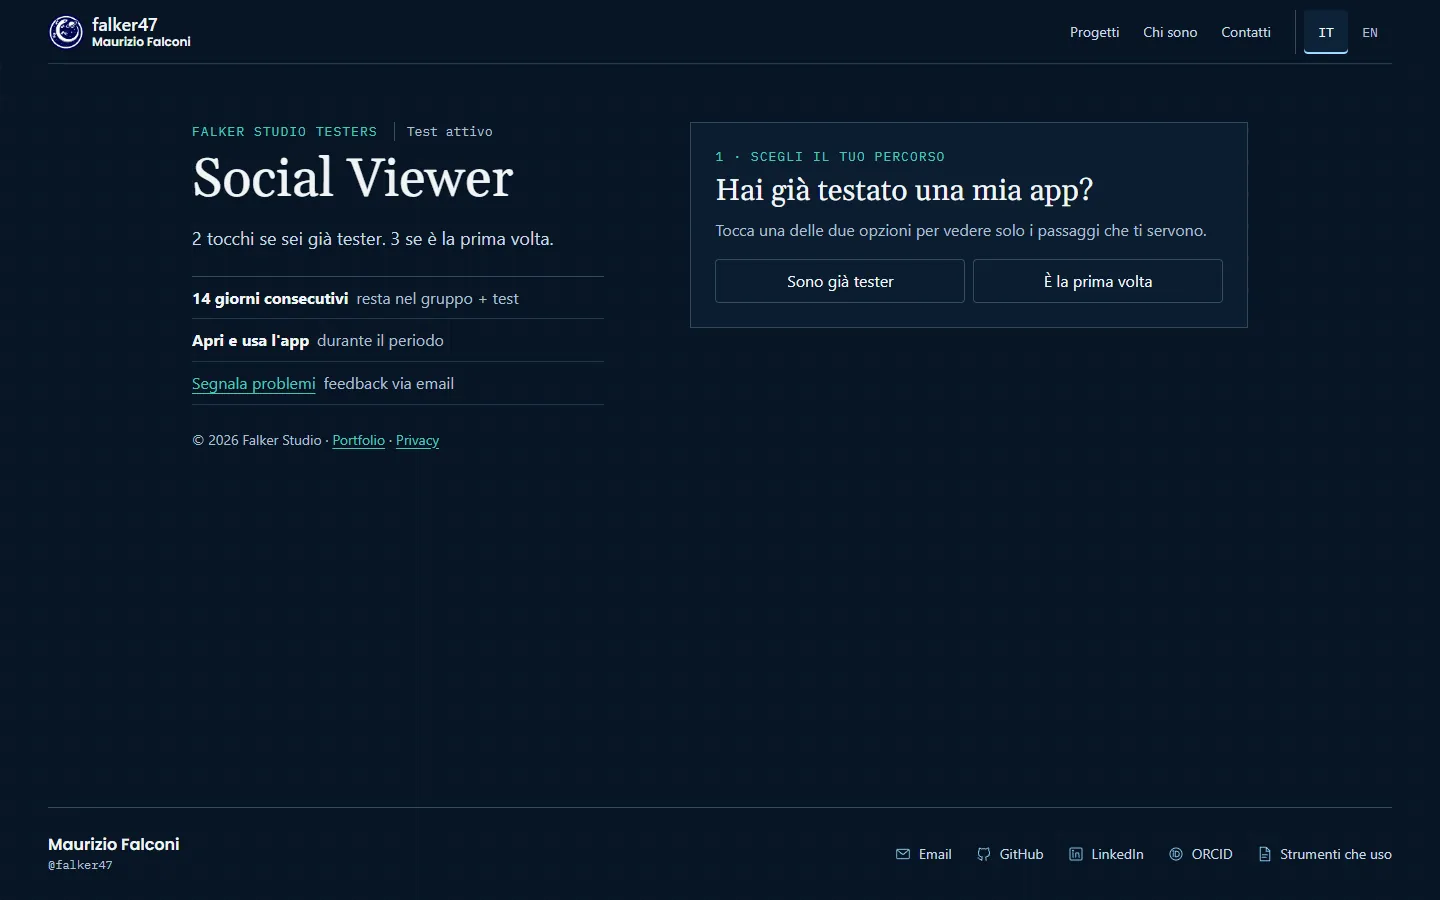 falker47
Maurizio Falconi
Progetti
Chi sono
Contatti
IT
EN
FALKER STUDIO TESTERS
Test attivo
Social Viewer
2 tocchi se sei già tester. 3 se è la prima volta.
14 giorni consecutivi resta nel gruppo + test
Apri e usa l'app durante il periodo
Segnala problemi feedback via email
© 2026 Falker Studio · Portfolio · Privacy
1 · SCEGLI IL TUO PERCORSO
Hai già testato una mia app?
Tocca una delle due opzioni per vedere solo i passaggi che ti servono.
Sono già tester
È la prima volta
Maurizio Falconi
@falker47
Email
GitHub
LinkedIn
ORCID
Strumenti che uso